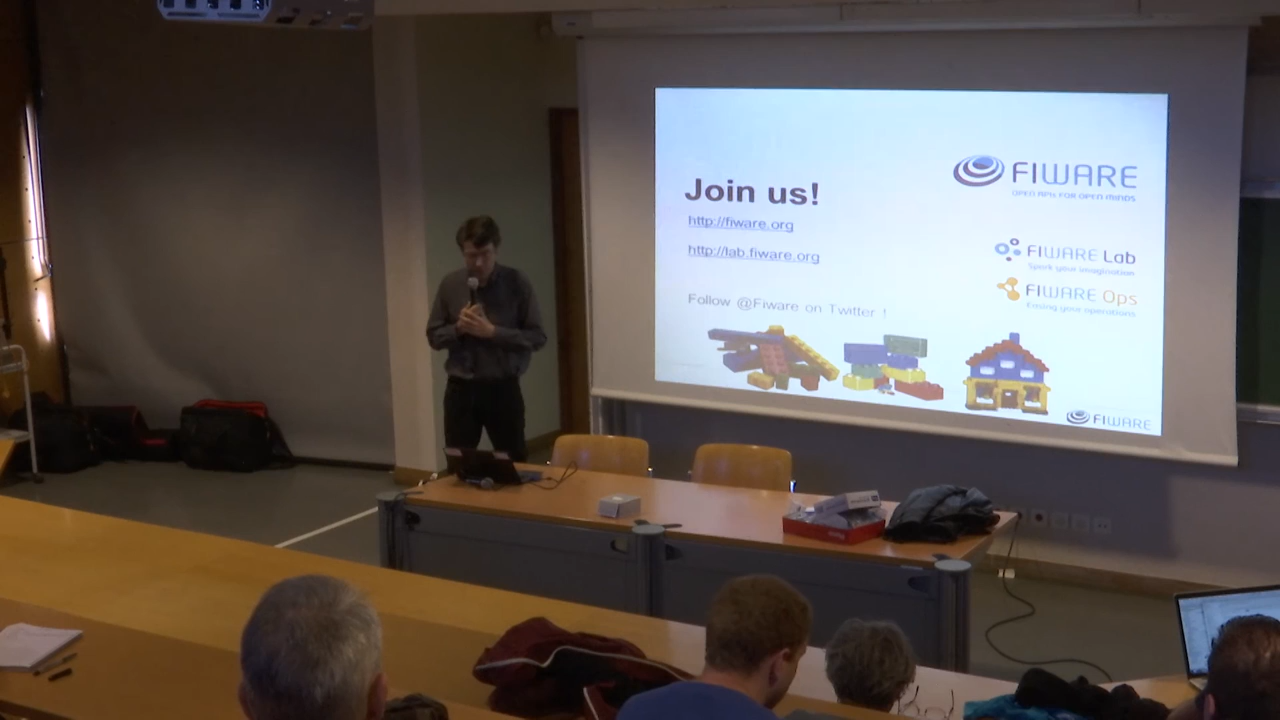 Join us!
http://fiware.org
http://lab.fiware.org
Follow @Fiware on Twitter !
FIWARE
OPEN APIs FOR OPEN MINDS
FIWARE Lab
Spark your imagination
FIWARE Ops
Easing your operations
FIWARE